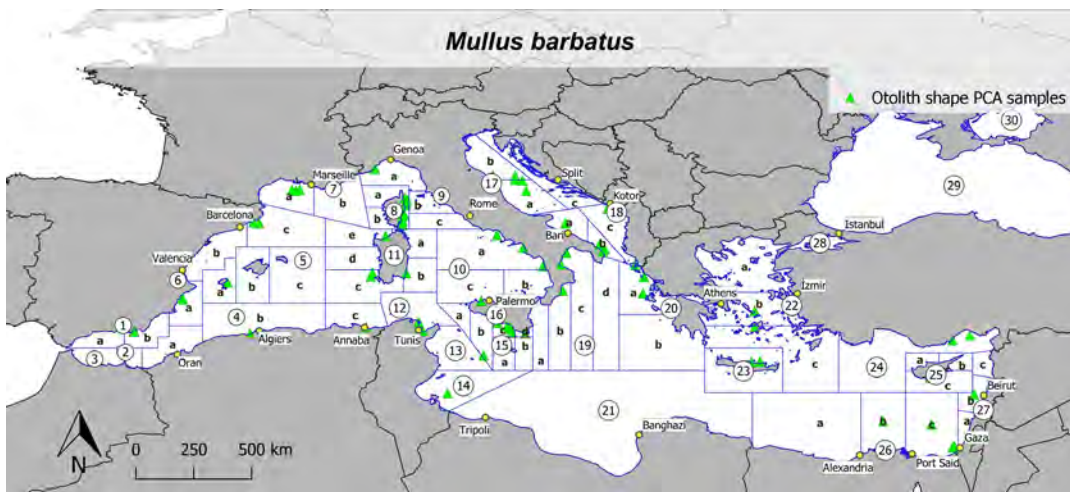 Mullus barbatus
Otolith shape PCA samples
30
Genoa
a
b
Split
Marseille
7
a
b
a
8
b
9
17
a
c
Kotor
18
29
Rome
Barcelona
b
c
a
Bari
b
c
Istanbul
28
c
e
a
Valencia
5
d
11
a
10
a
6
a
b
c
c
b
c
b
d
a
20
Athens
b
Izmir
22
a
1
b
4
b
c
12
Palermo
16
c
d
a
b
15
b
a
a
b
c
19
b
23
c
24
a
b
25
c
c
a
2
3
a
Oran
Algiers
Annaba
Tunis
13
14
Beirut
b
27
a
21
a
b
c
Tripoli
Banghazi
Gaza
26
Alexandria
Port Said
N
0
250
500 km